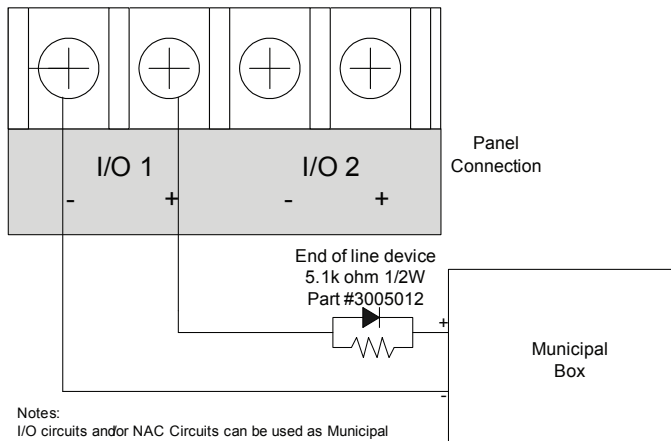 I/O 1
I/O 2
- + - +
Panel
Connection
End of line device
5.1k ohm 1/2W
Part #3005012
+
Municipal
Box
-
Notes:
I/O circuits and/or NAC Circuits can be used as Municipal